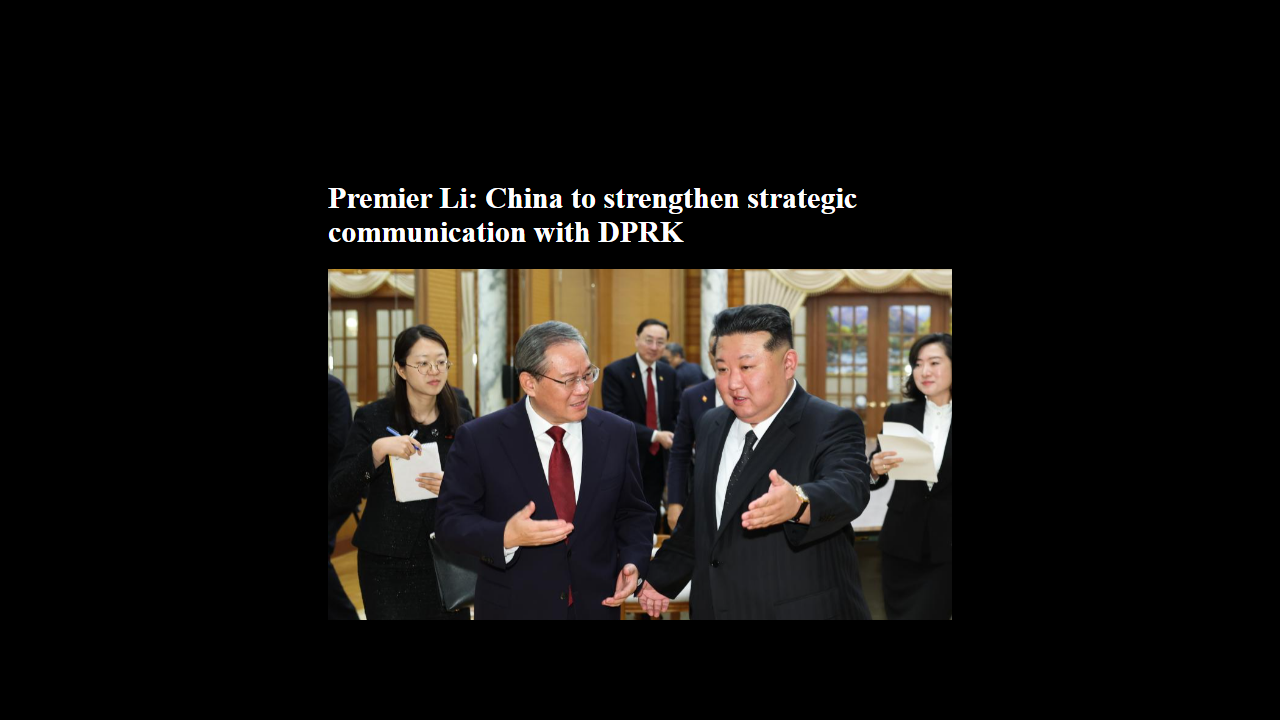 Premier Li: China to strengthen strategic
communication with DPRK